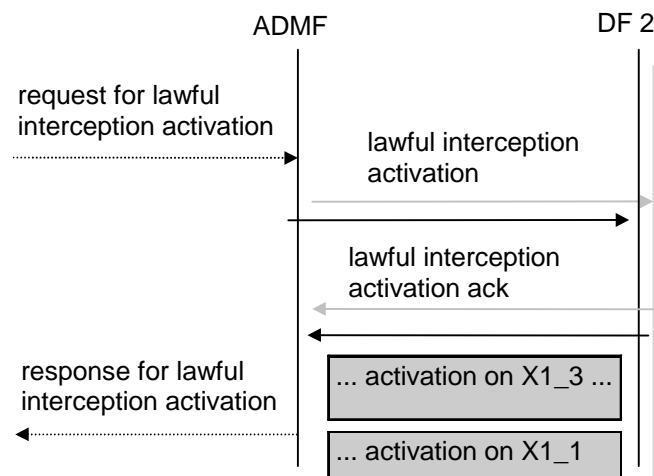 ADMF
DF 2
request for lawful
interception activation
lawful interception
activation
lawful interception
activation ack
response for lawful
interception activation
... activation on X1_3 ...
... activation on X1_1